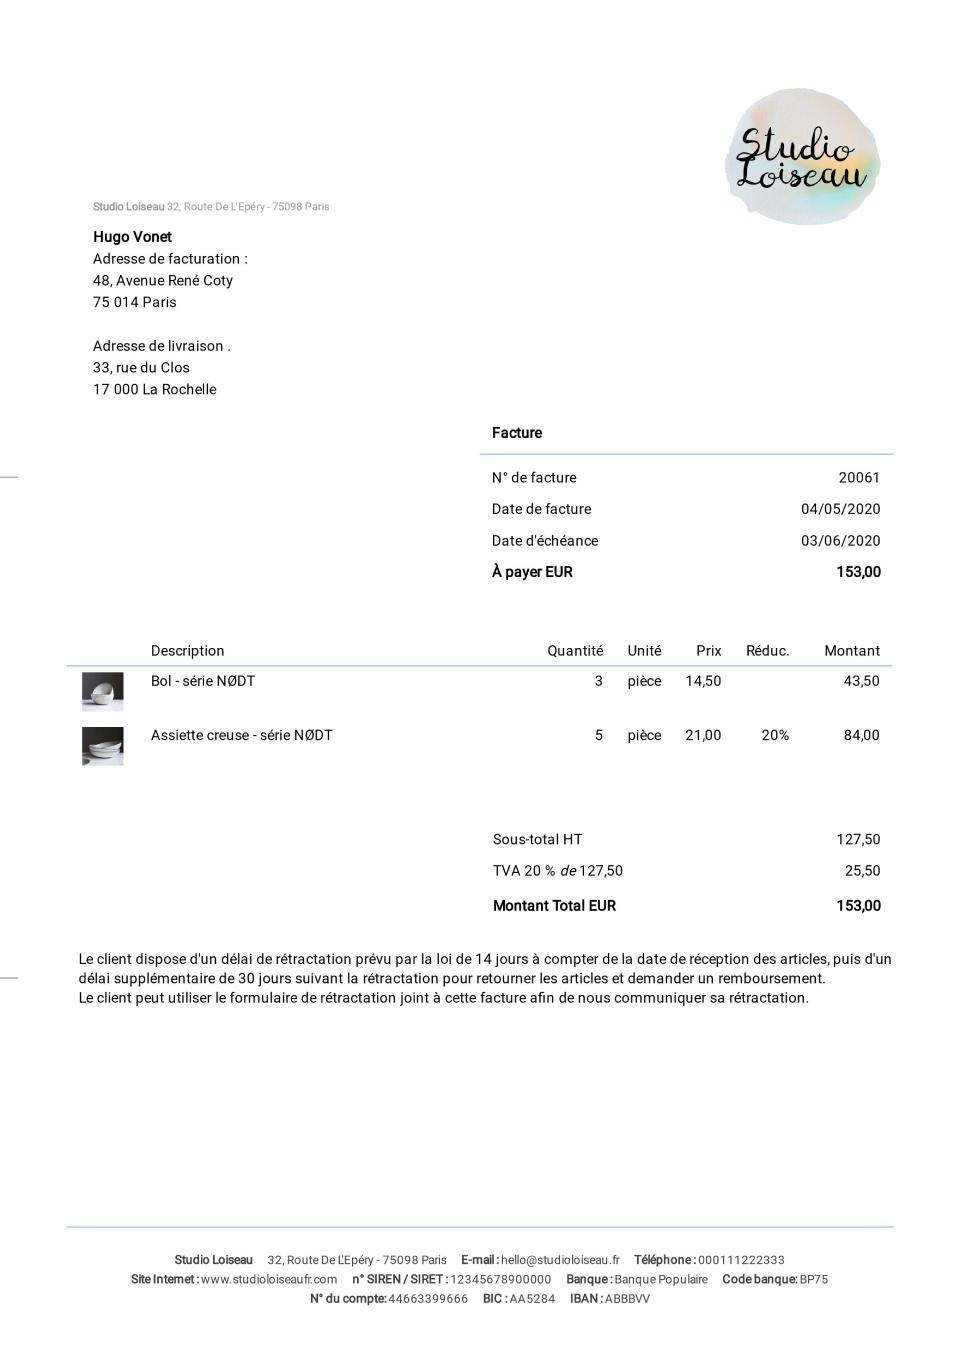 Studio
Loiseau
Studio Loiseau 32, Route De L'Epéry - 75098 Paris
Hugo Vonet
Adresse de facturation :
48, Avenue René Coty
75 014 Paris
Adresse de livraison .
33, rue du Clos
17 000 La Rochelle
Facture
N° de facture 20061
Date de facture 04/05/2020
Date d'échéance 03/06/2020
À payer EUR 153,00
Description Quantité Unité Prix Réduc. Montant
Bol - série NØDT 3 pièce 14,50 43,50
Assiette creuse - série NØDT 5 pièce 21,00 20% 84,00
Sous-total HT 127,50
TVA 20 % de 127,50 25,50
Montant Total EUR 153,00
Le client dispose d'un délai de rétractation prévu par la loi de 14 jours à compter de la date de réception des articles, puis d'un
délai supplémentaire de 30 jours suivant la rétractation pour retourner les articles et demander un remboursement.
Le client peut utiliser le formulaire de rétractation joint à cette facture afin de nous communiquer sa rétractation.
Studio Loiseau 32, Route De L'Epéry - 75098 Paris E-mail : hello@studioloiseau.fr Téléphone : 000111222333
Site Internet : www.studioloiseaufr.com n° SIREN / SIRET : 12345678900000 Banque : Banque Populaire Code banque: BP75
N° du compte: 44663399666 BIC : AA5284 IBAN : ABBBVV